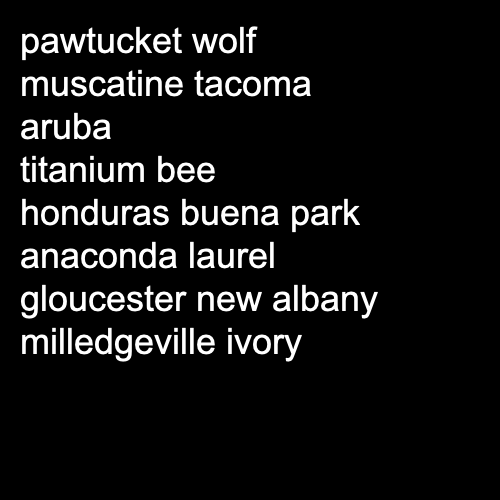 pawtucket wolf
muscatine tacoma
aruba
titanium bee
honduras buena park
anaconda laurel
gloucester new albany
milledgeville ivory